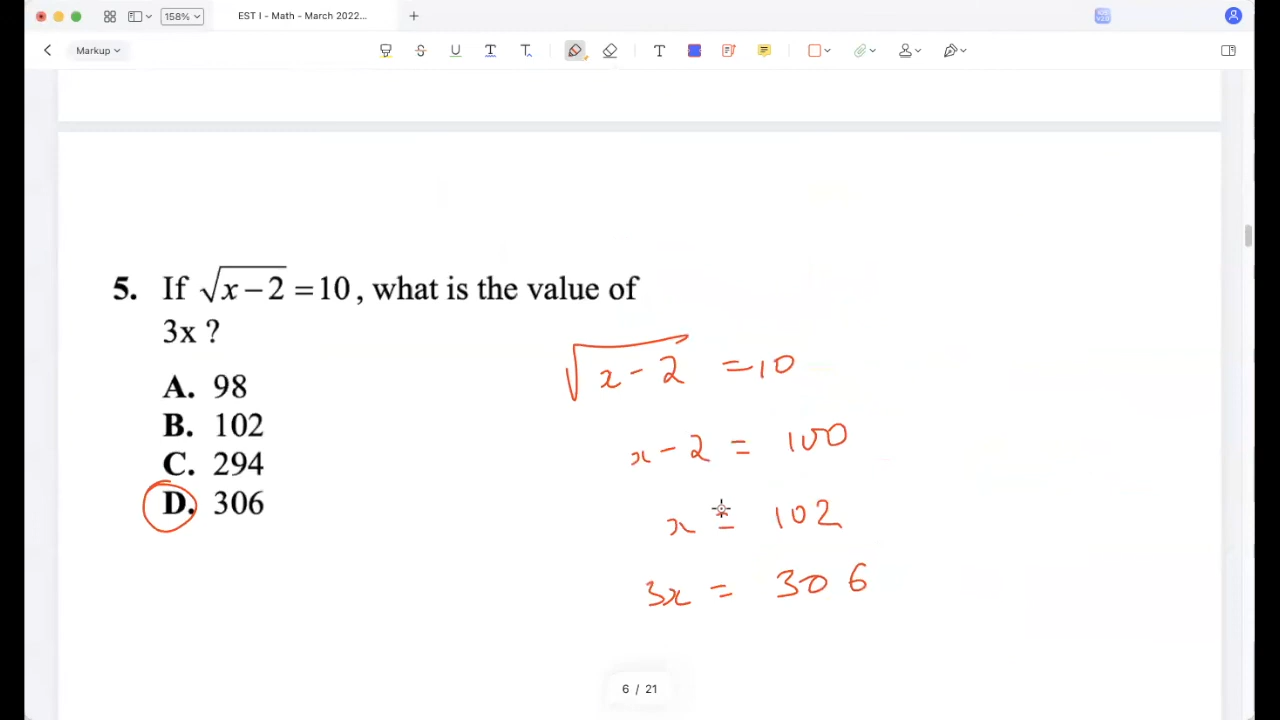 158%
EST I - Math - March 2022...
Markup
5. If √x−2 = 10, what is the value of
3x ?
A. 98
B. 102
C. 294
D. 306
√x - 2 = 10
x - 2 = 100
x = 102
3x = 306
6 / 21